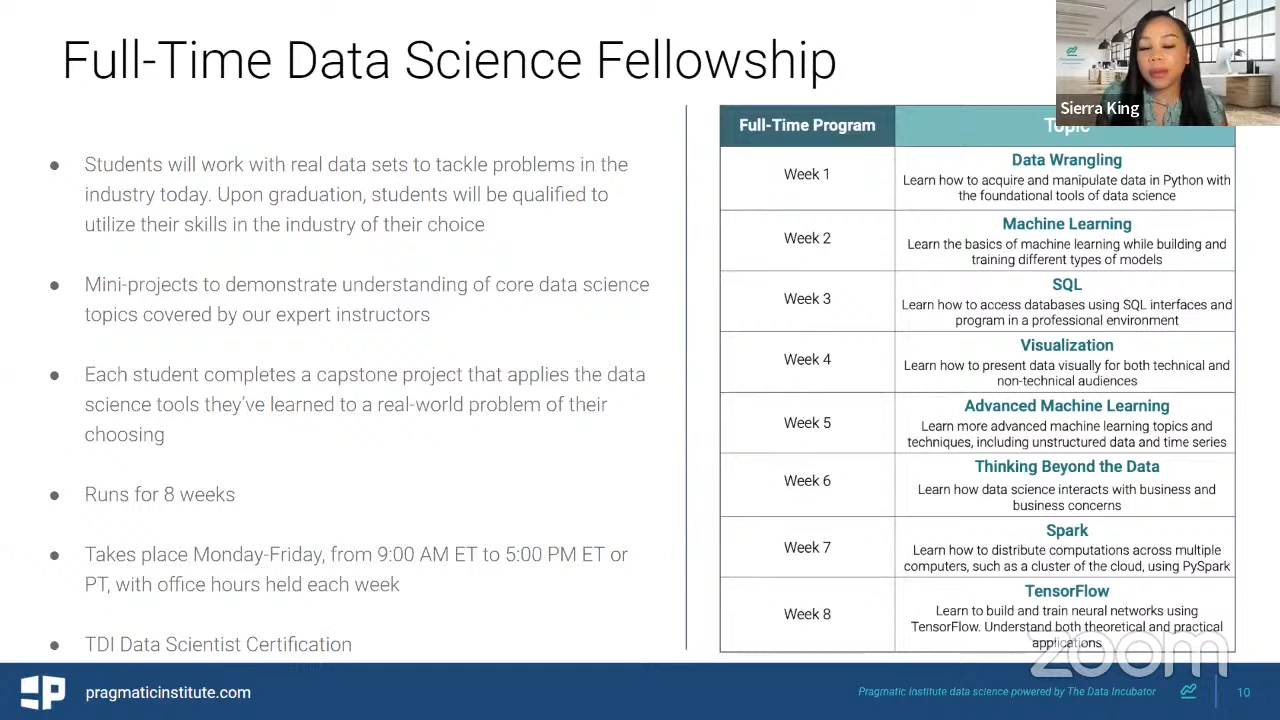 Full-Time Data Science Fellowship
Sierra King
Students will work with real data sets to tackle problems in the
industry today. Upon graduation, students will be qualified to
utilize their skills in the industry of their choice
Mini-projects to demonstrate understanding of core data science
topics covered by our expert instructors
Each student completes a capstone project that applies the data
science tools they've learned to a real-world problem of their
choosing
Runs for 8 weeks
Takes place Monday-Friday, from 9:00 AM ET to 5:00 PM ET or
PT, with office hours held each week
TDI Data Scientist Certification
Full-Time Program
Topic
Week 1
Data Wrangling
Learn how to acquire and manipulate data in Python with
the foundational tools of data science
Week 2
Machine Learning
Learn the basics of machine learning while building and
training different types of models
Week 3
SQL
Learn how to access databases using SQL interfaces and
program in a professional environment
Week 4
Visualization
Learn how to present data visually for both technical and
non-technical audiences
Week 5
Advanced Machine Learning
Learn more advanced machine learning topics and
techniques, including unstructured data and time series
Week 6
Thinking Beyond the Data
Learn how data science interacts with business and
business concerns
Week 7
Spark
Learn how to distribute computations across multiple
computers, such as a cluster of the cloud, using PySpark
Week 8
TensorFlow
Learn to build and train neural networks using
TensorFlow. Understand both theoretical and practical
applications
zoom
pragmaticinstitute.com
Pragmatic Institute data science powered by The Data Incubator
10